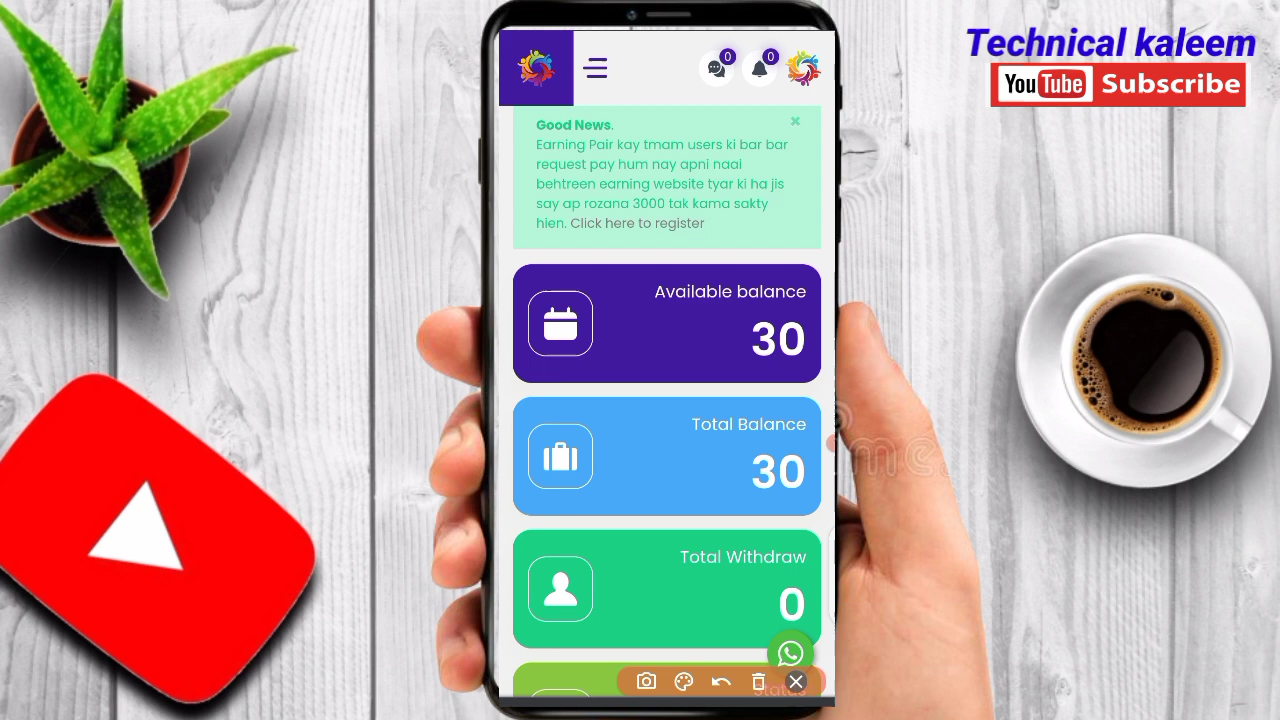 Technical kaleem
YouTube Subscribe
0 0
Good News.
Earning Pair kay tmam users ki bar bar
request pay hum nay apni naai
behtreen earning website tyar ki ha jis
say ap rozana 3000 tak kama sakty
hien. Click here to register
Available balance
30
Total Balance
30
Total Withdraw
0
Status